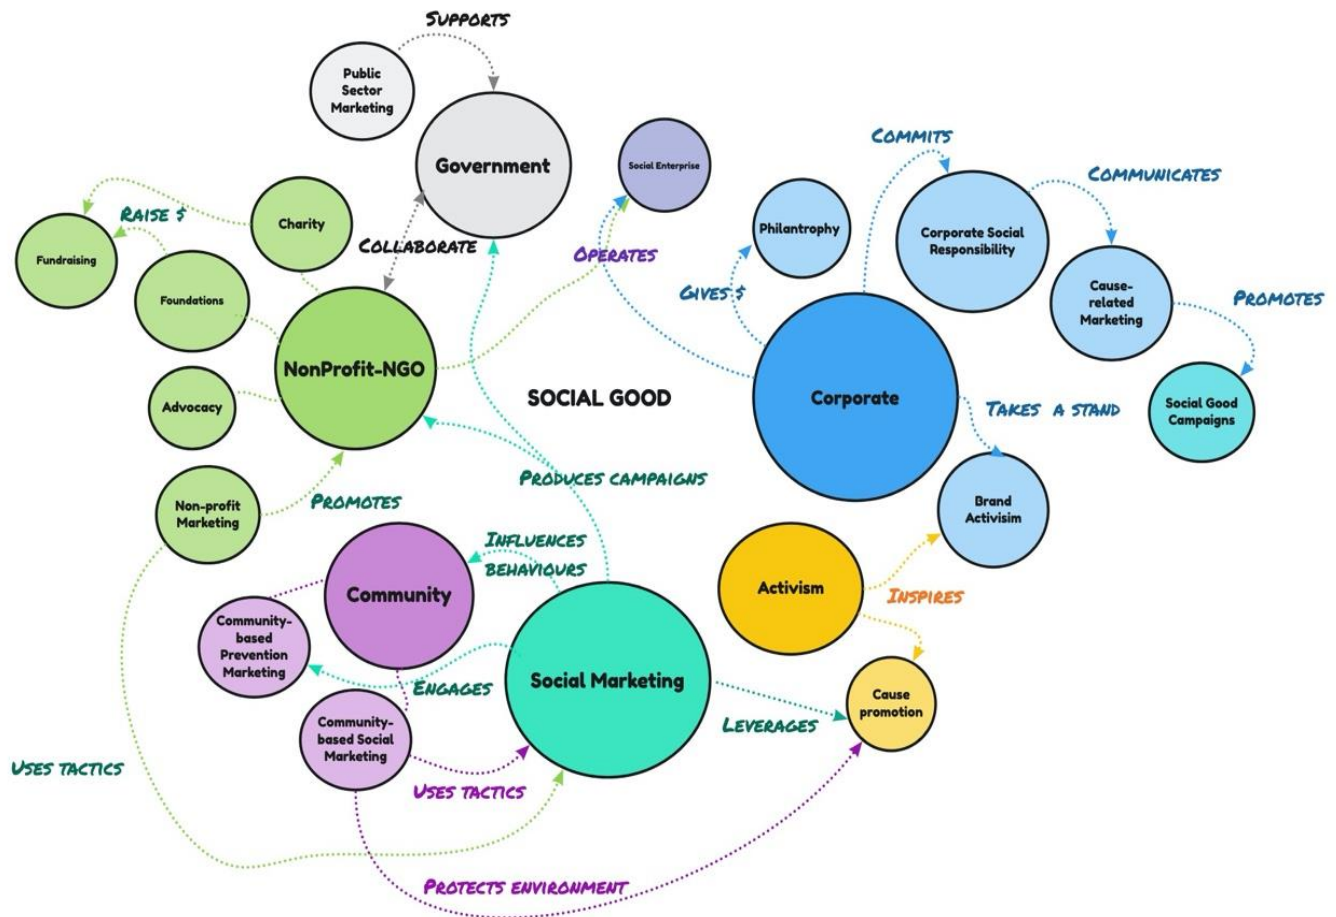 SUPPORTS
Public
Sector
Marketing
Government
Social Enterprise
COMMITS
COMMUNICATES
Philantrophy
Corporate Social
Responsibility
Cause-
related
Marketing
PROMOTES
GIVES $
OPERATES
COLLABORATE
RAISE $
Charity
Fundraising
Foundations
NonProfit-NGO
Advocacy
Non-profit
Marketing
PROMOTES
SOCIAL GOOD
Corporate
TAKES A STAND
Social Good
Campaigns
Brand
Activisim
PRODUCES CAMPAIGNS
INFLUENCES
BEHAVIOURS
Community
Activism
INSPIRES
Community-
based
Prevention
Marketing
ENGAGES
Social Marketing
LEVERAGES
Cause
promotion
Community-
based Social
Marketing
USES TACTICS
USES TACTICS
PROTECTS ENVIRONMENT